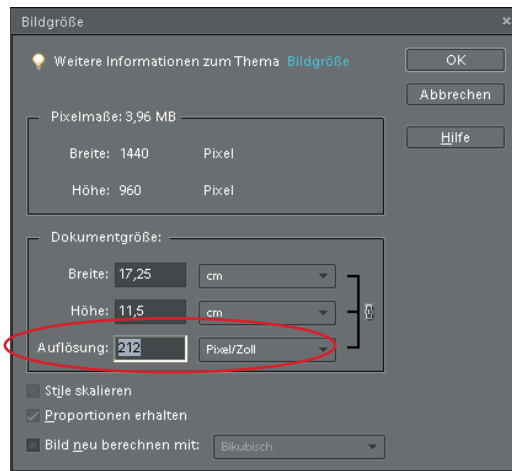 Bildgröße
Weitere Informationen zum Thema Bildgröße
OK
Abbrechen
Hilfe
Pixelmaße: 3,96 MB
Breite: 1440 Pixel
Höhe: 960 Pixel
Dokumentgröße:
Breite: 17,25 cm
Höhe: 11,5 cm
Auflösung: 212 Pixel/Zoll
Stile skalieren
Proportionen erhalten
Bild neu berechnen mit: Bikubisch